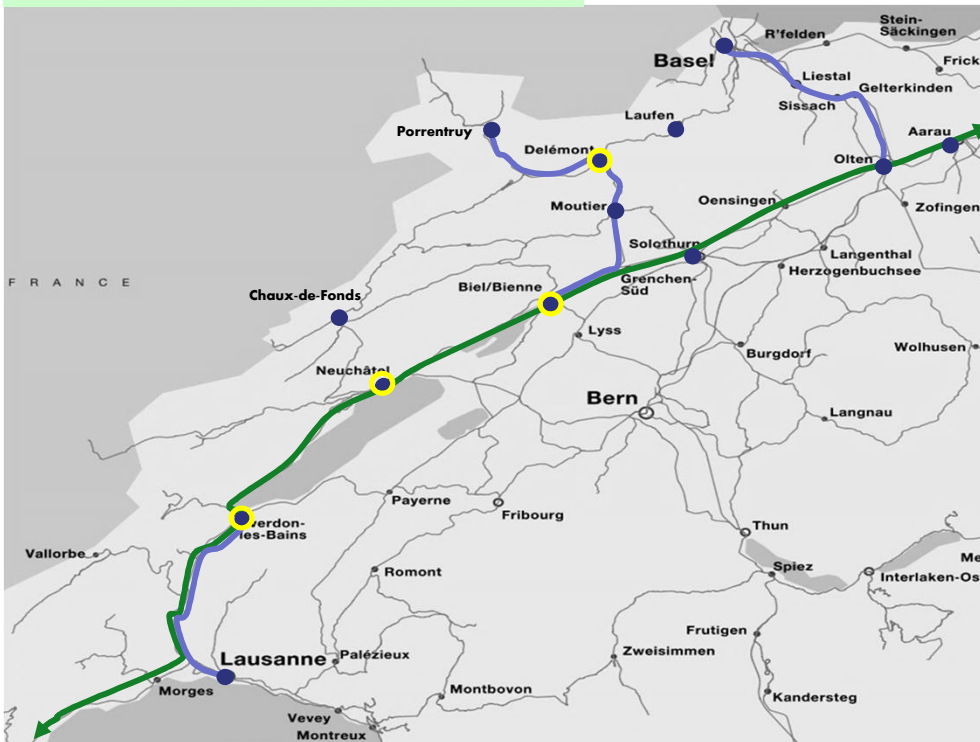 Stein-
Säckingen
R'felden
Basel
Frick
Liestal
Gelterkinden
Sissach
Laufen
Porrentruy
Aarau
Delémont
Olten
Moutier
Oensingen
Zofingen
Solothurn
Langenthal
Herzogenbuchsee
FRANCE
Grenchen-
Süd
Biel/Bienne
Chaux-de-Fonds
Lyss
Wolhusen
Burgdorf
Neuchâtel
Bern
Langnau
Payerne
Fribourg
verdon-
les-Bains
Thun
Vallorbe
Spiez
Romont
Interlaken-Os
Frutigen
Lausanne
Palézieux
Zweisimmen
Morges
Montbovon
Kandersteg
Vevey
Montreux